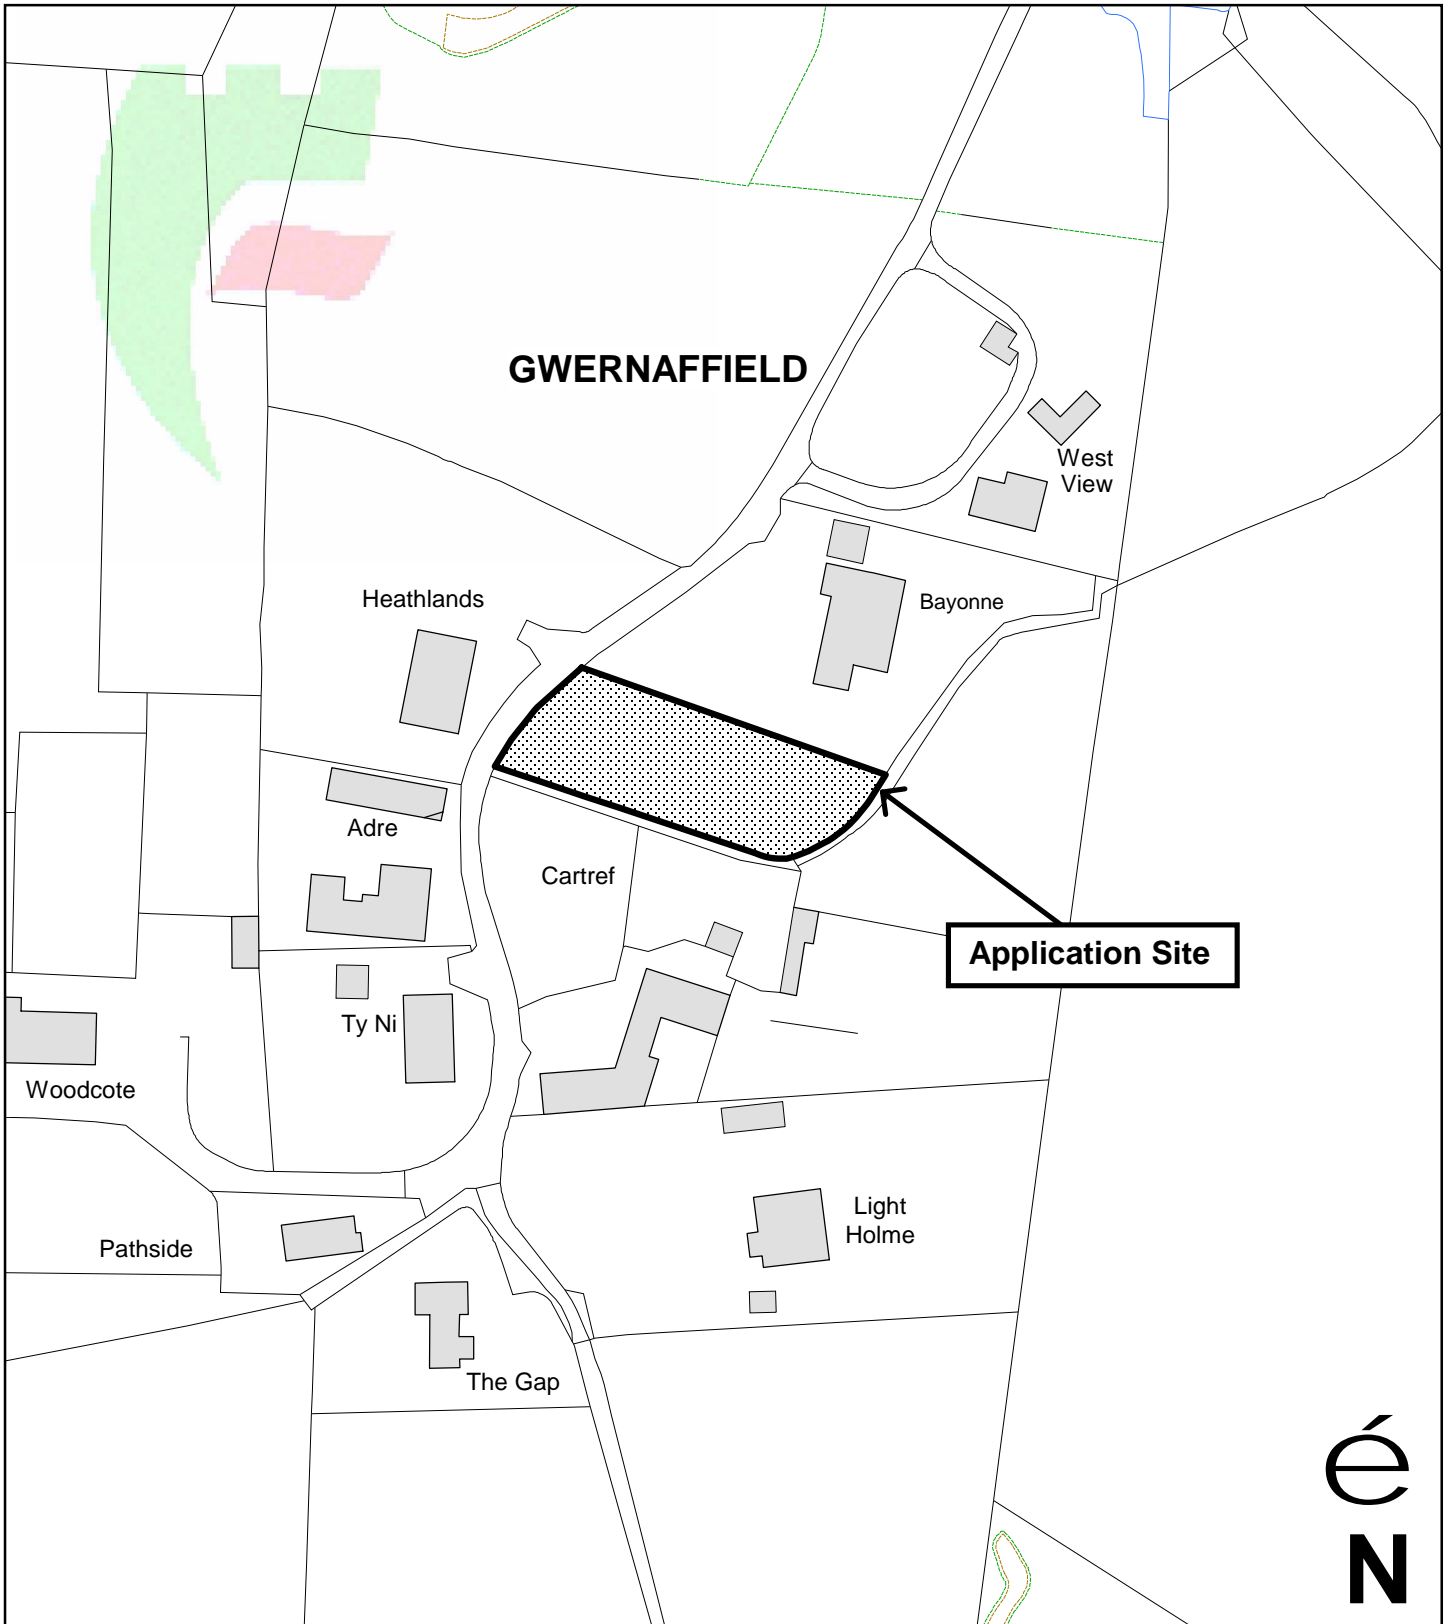 GWERNAFFIELD
West
View
Heathlands
Bayonne
Adre
Cartref
Application Site
Ty Ni
Woodcote
Light
Holme
Pathside
The Gap
é
N